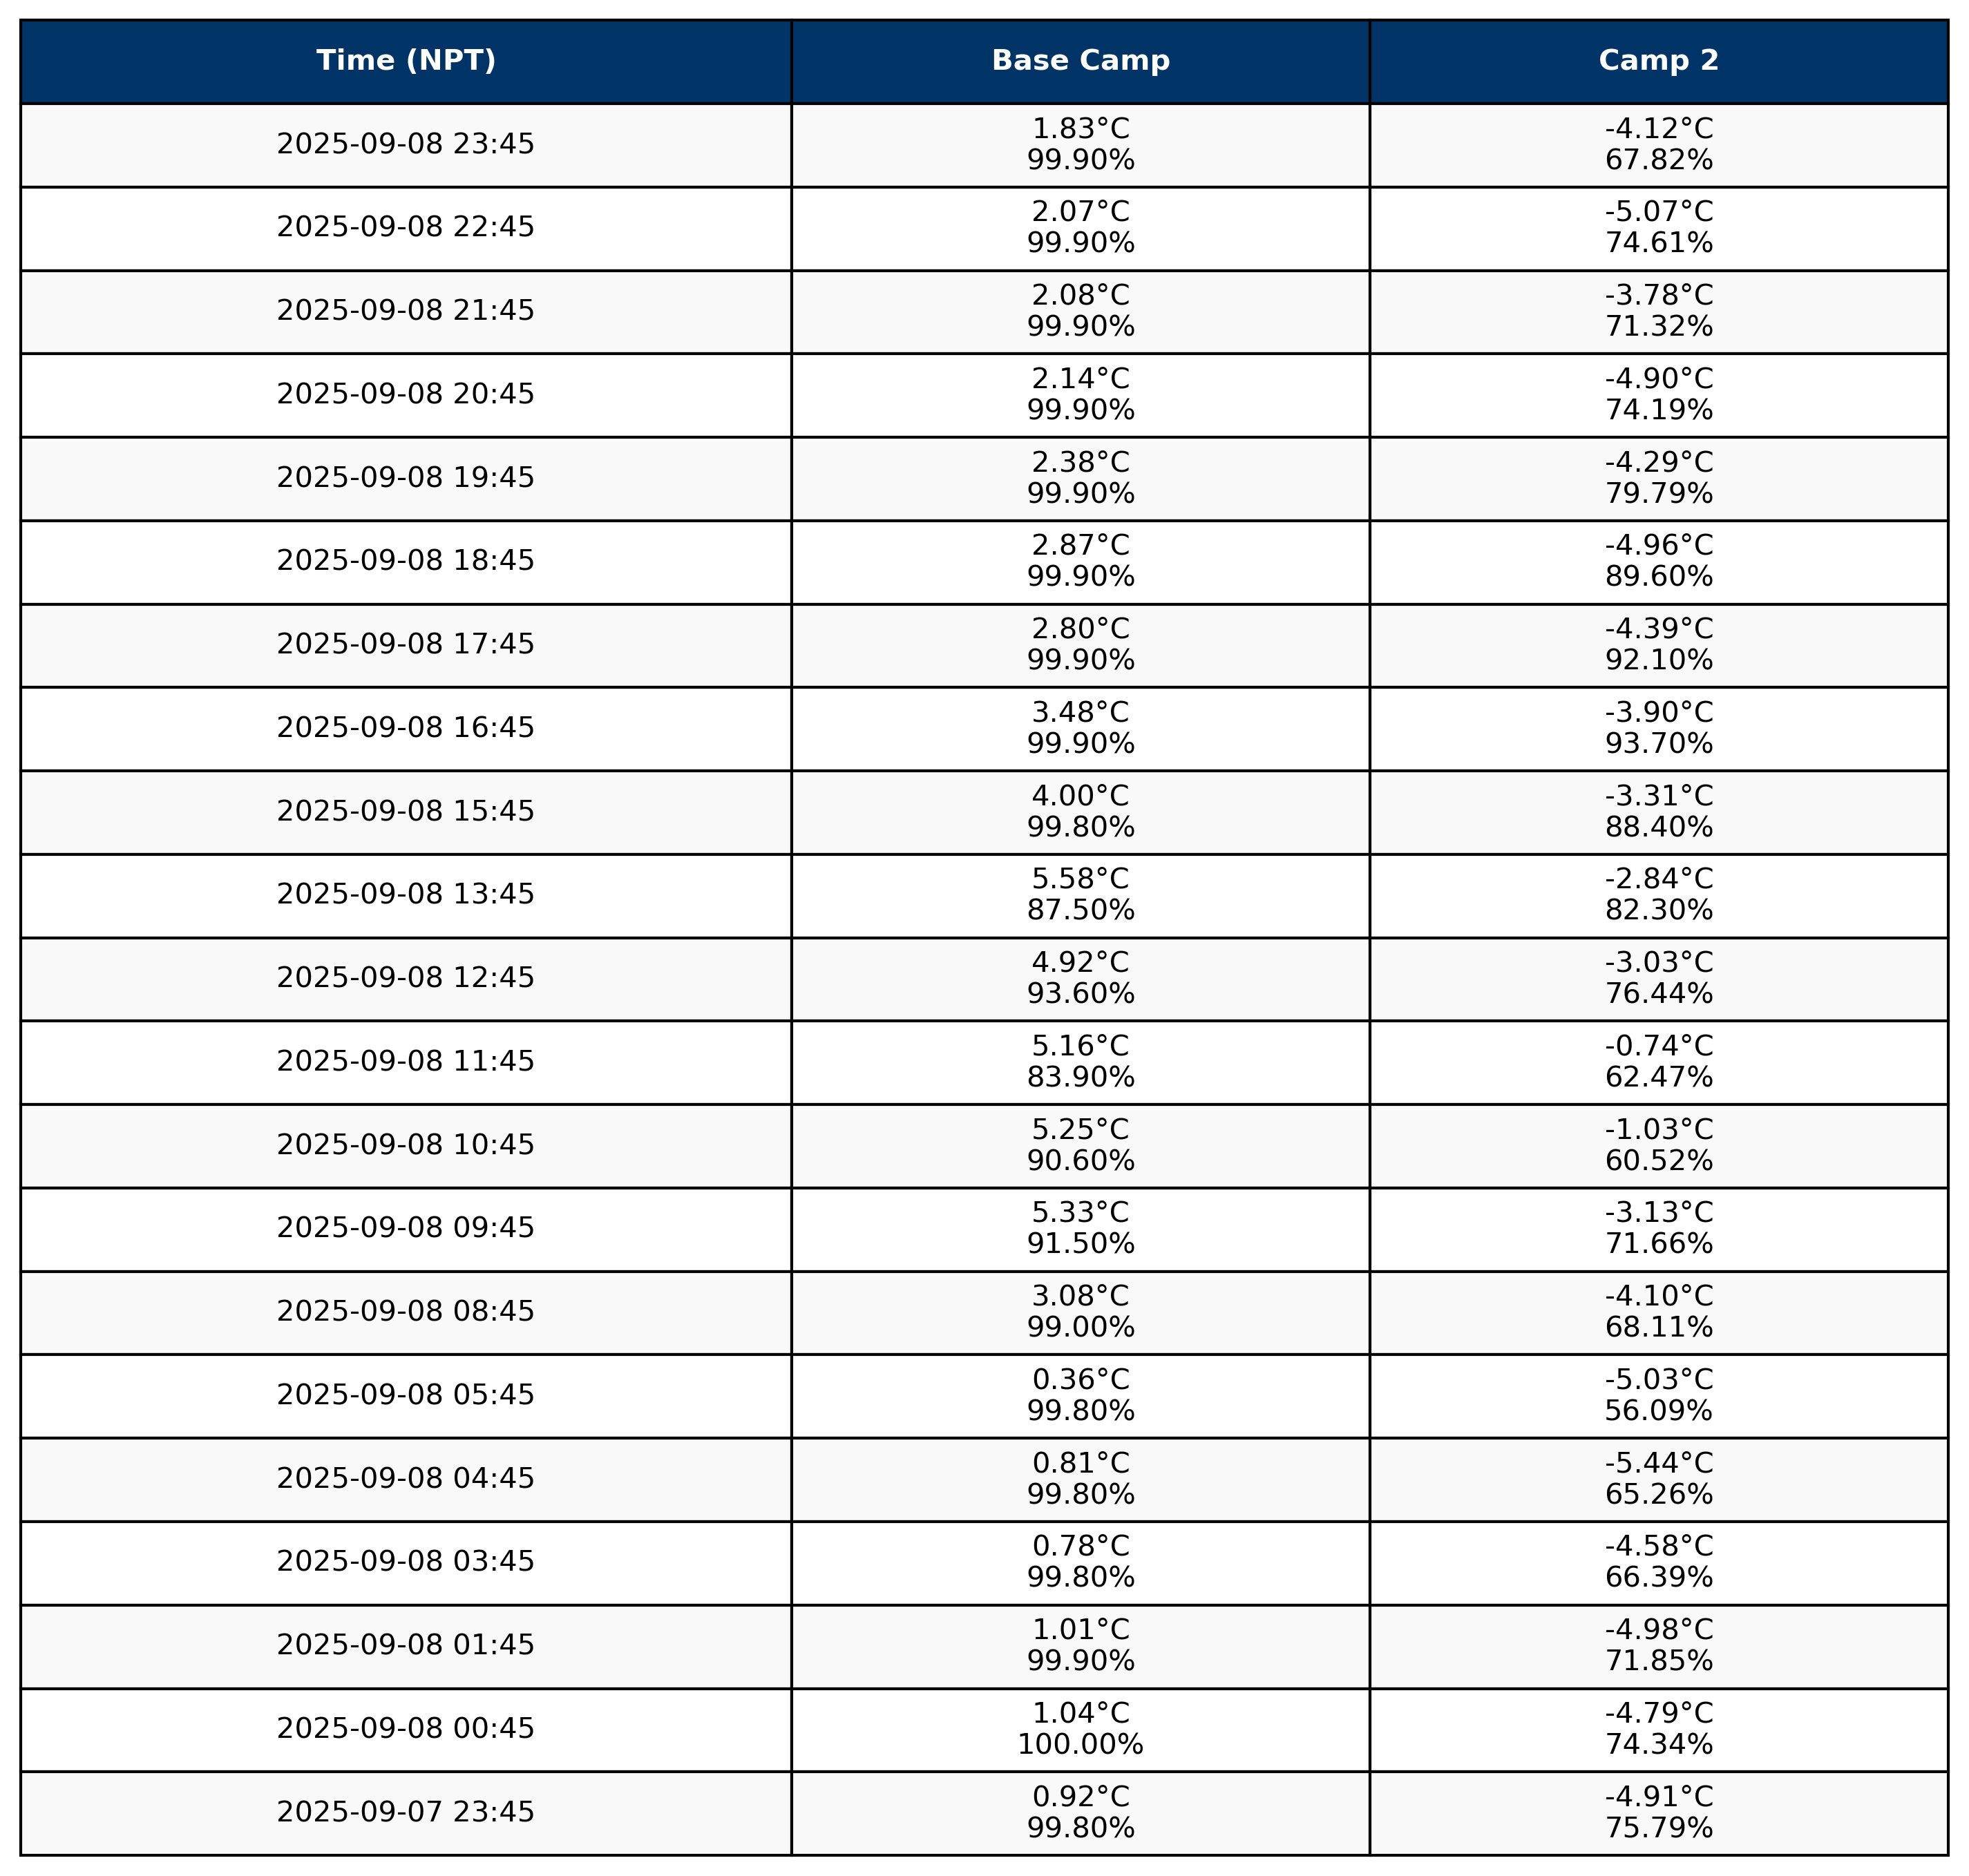 Time (NPT) Base Camp Camp 2
2025-09-08 23:45 1.83°C -4.12°C
99.90% 67.82%
2025-09-08 22:45 2.07°C -5.07°C
99.90% 74.61%
2025-09-08 21:45 2.08°C -3.78°C
99.90% 71.32%
2025-09-08 20:45 2.14°C -4.90°C
99.90% 74.19%
2025-09-08 19:45 2.38°C -4.29°C
99.90% 79.79%
2025-09-08 18:45 2.87°C -4.96°C
99.90% 89.60%
2025-09-08 17:45 2.80°C -4.39°C
99.90% 92.10%
2025-09-08 16:45 3.48°C -3.90°C
99.90% 93.70%
2025-09-08 15:45 4.00°C -3.31°C
99.80% 88.40%
2025-09-08 13:45 5.58°C -2.84°C
87.50% 82.30%
2025-09-08 12:45 4.92°C -3.03°C
93.60% 76.44%
2025-09-08 11:45 5.16°C -0.74°C
83.90% 62.47%
2025-09-08 10:45 5.25°C -1.03°C
90.60% 60.52%
2025-09-08 09:45 5.33°C -3.13°C
91.50% 71.66%
2025-09-08 08:45 3.08°C -4.10°C
99.00% 68.11%
2025-09-08 05:45 0.36°C -5.03°C
99.80% 56.09%
2025-09-08 04:45 0.81°C -5.44°C
99.80% 65.26%
2025-09-08 03:45 0.78°C -4.58°C
99.80% 66.39%
2025-09-08 01:45 1.01°C -4.98°C
99.90% 71.85%
2025-09-08 00:45 1.04°C -4.79°C
100.00% 74.34%
2025-09-07 23:45 0.92°C -4.91°C
99.80% 75.79%